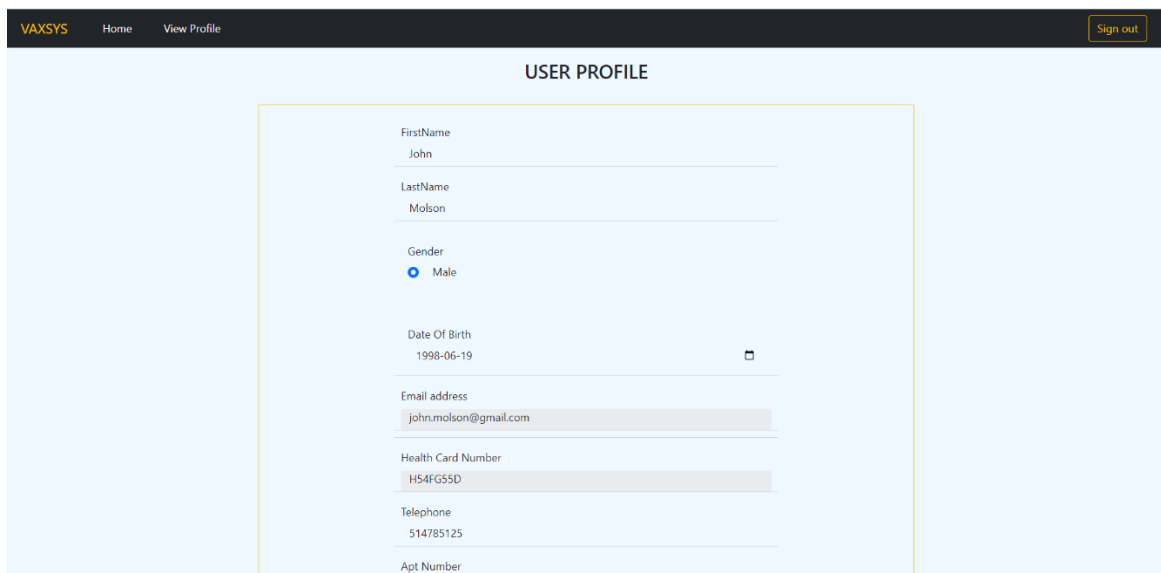 VAXSYS Home View Profile Sign out
USER PROFILE
FirstName
John
LastName
Molson
Gender
Male
Date Of Birth
1998-06-19
Email address
john.molson@gmail.com
Health Card Number
H54FG55D
Telephone
514785125
Apt Number